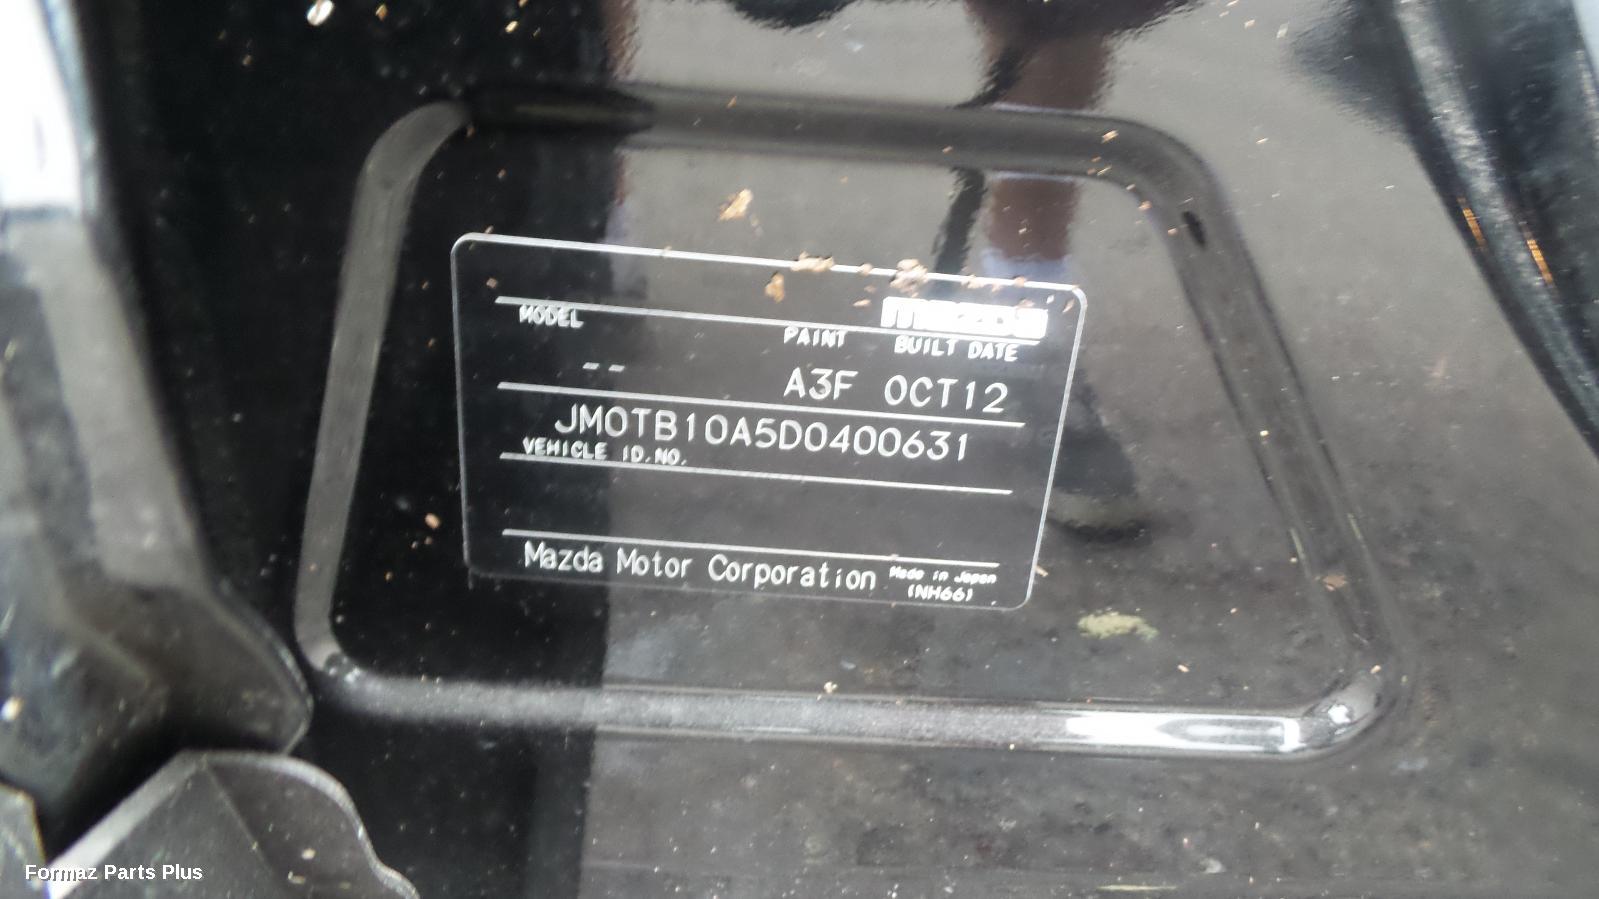 mazda
MODEL PAINT BUILT DATE
-- A3F OCT12
JM0TB10A5D0400631
VEHICLE ID.NO.
Mazda Motor Corporation Made in Japan
(NH66)
Formaz Parts Plus